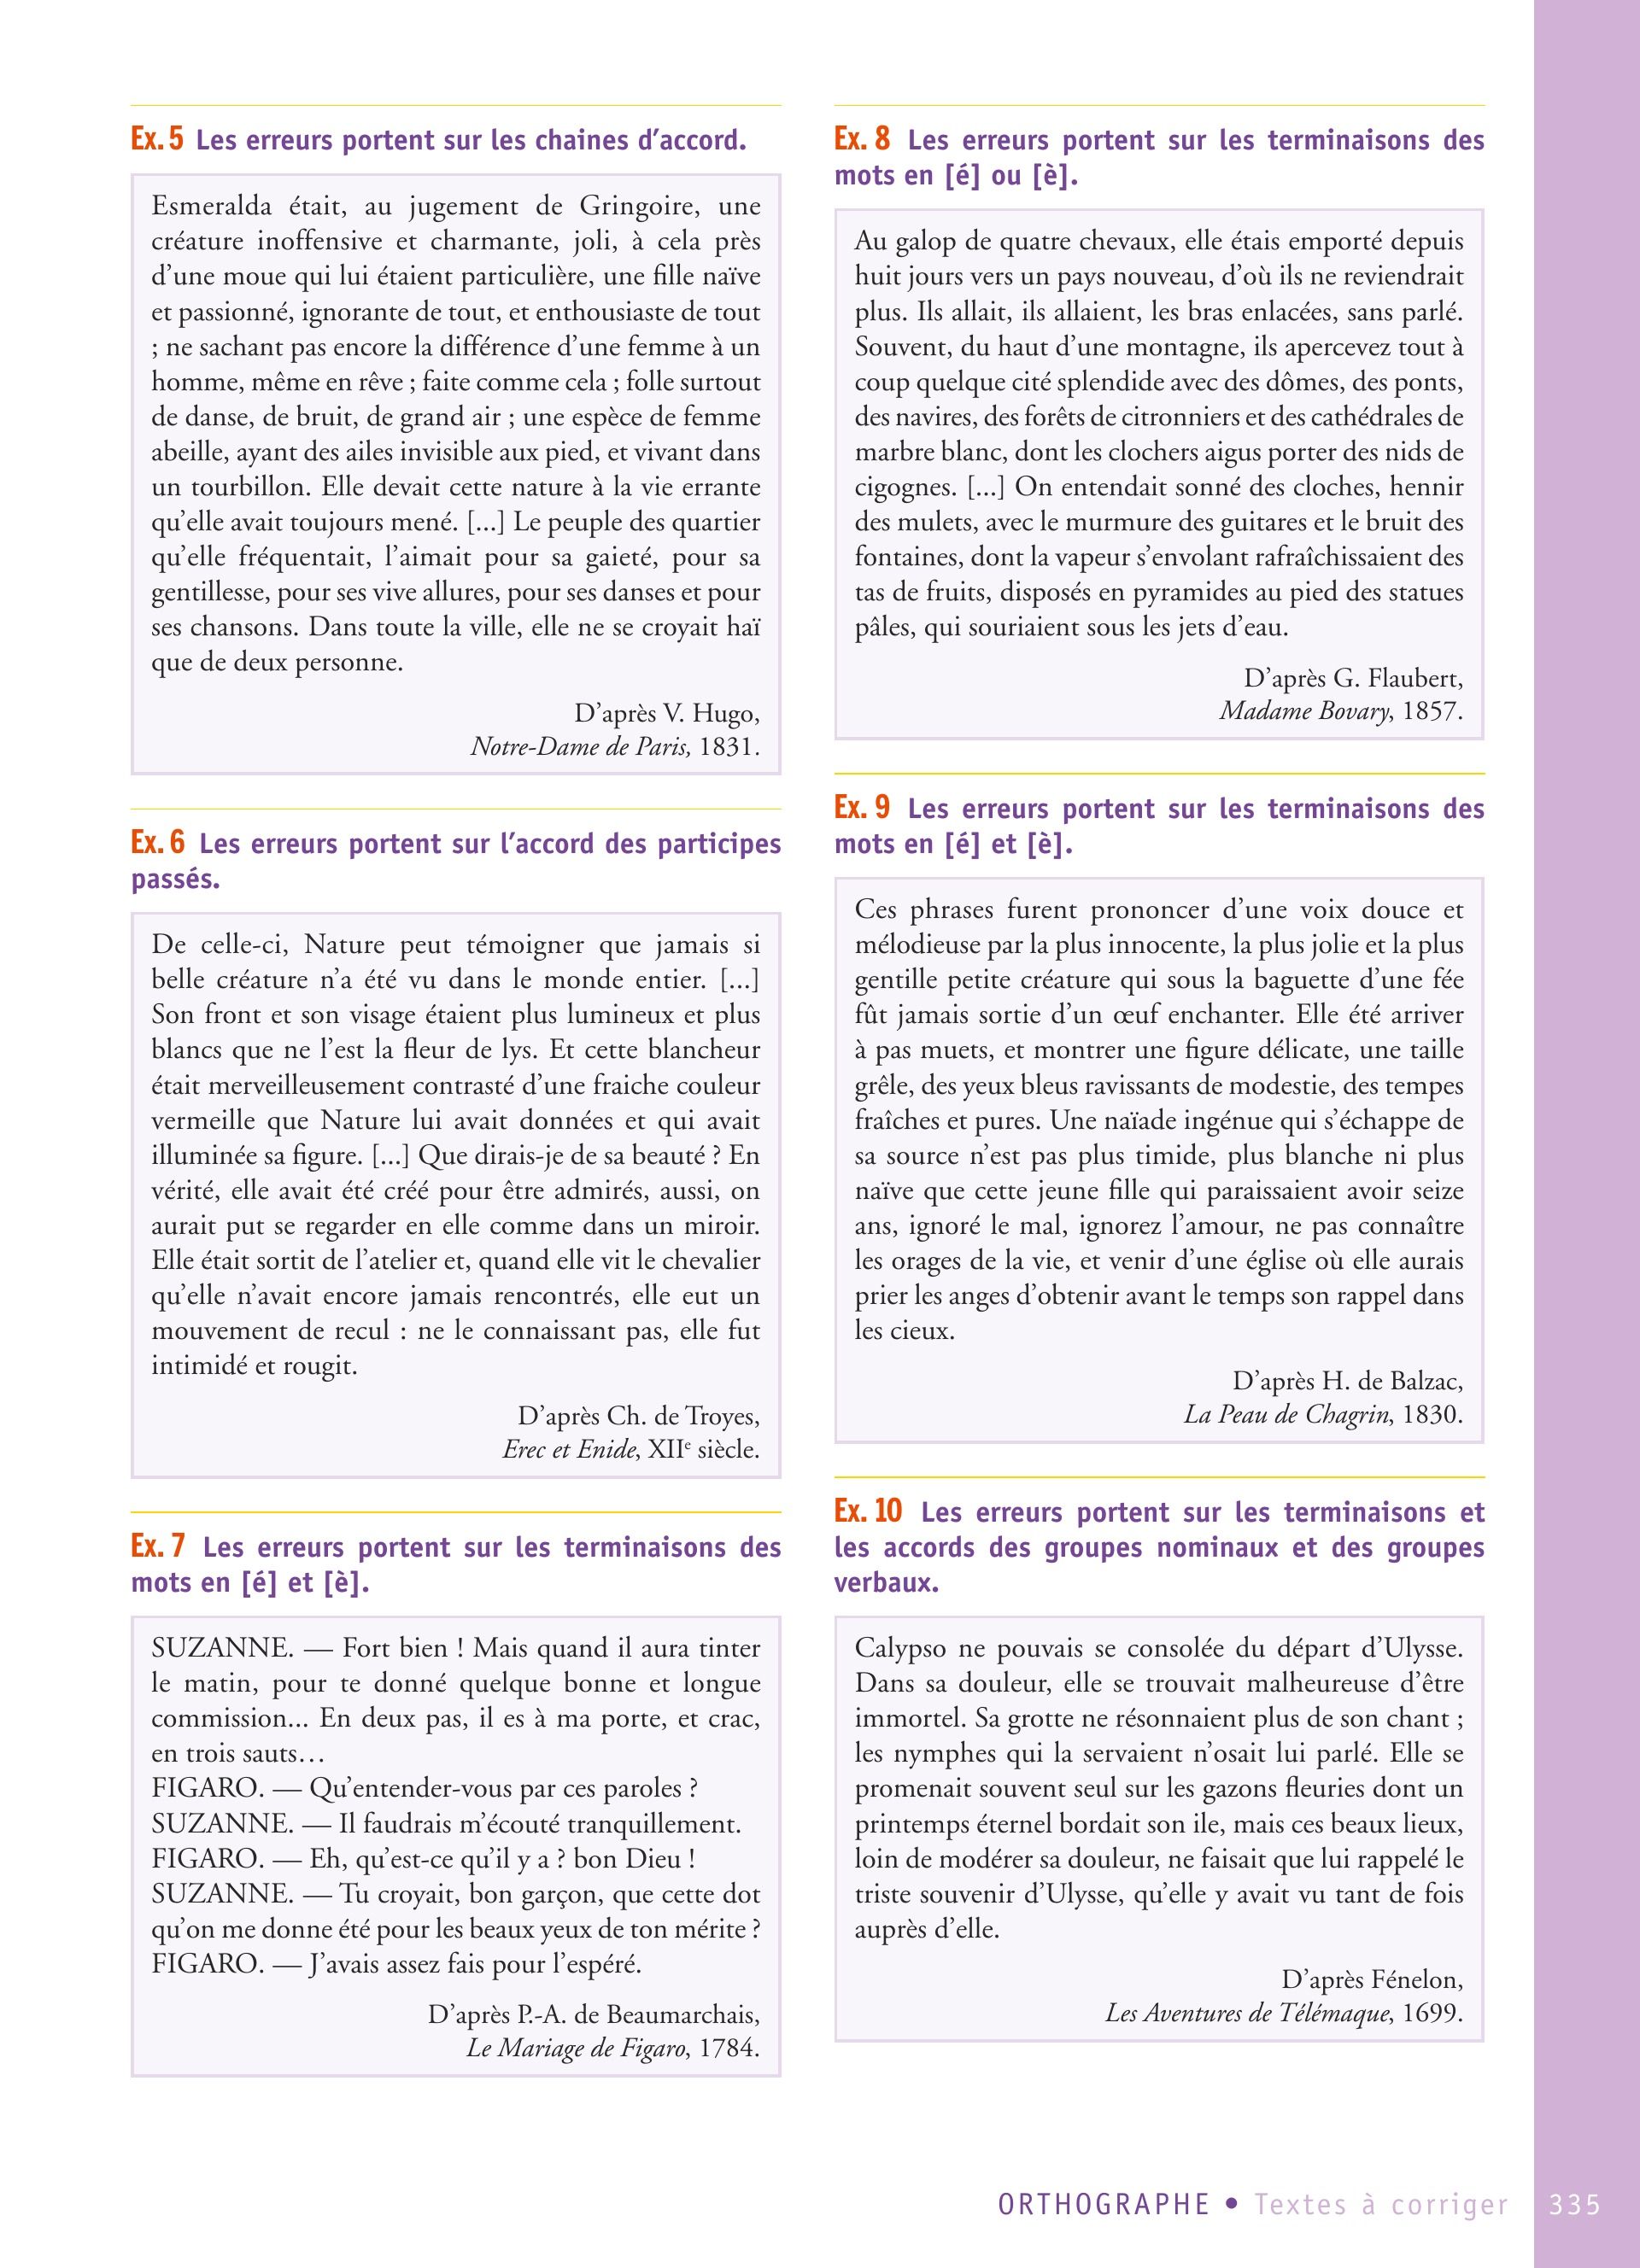 Ex. 5 Les erreurs portent sur les chaines d’accord.
Esmeralda était, au jugement de Gringoire, une
créature inoffensive et charmante, joli, à cela près
d’une moue qui lui étaient particulière, une fille naïve
et passionné, ignorante de tout, et enthousiaste de tout
; ne sachant pas encore la différence d’une femme à un
homme, même en rêve ; faite comme cela ; folle surtout
de danse, de bruit, de grand air ; une espèce de femme
abeille, ayant des ailes invisible aux pied, et vivant dans
un tourbillon. Elle devait cette nature à la vie errante
qu’elle avait toujours mené. [...] Le peuple des quartier
qu’elle fréquentait, l’aimait pour sa gaieté, pour sa
gentillesse, pour ses vive allures, pour ses danses et pour
ses chansons. Dans toute la ville, elle ne se croyait haï
que de deux personne.
D’après V. Hugo,
Notre-Dame de Paris, 1831.
Ex. 6 Les erreurs portent sur l’accord des participes
passés.
De celle-ci, Nature peut témoigner que jamais si
belle créature n’a été vu dans le monde entier. [...]
Son front et son visage étaient plus lumineux et plus
blancs que ne l’est la fleur de lys. Et cette blancheur
était merveilleusement contrasté d’une fraiche couleur
vermeille que Nature lui avait données et qui avait
illuminée sa figure. [...] Que dirais-je de sa beauté ? En
vérité, elle avait été créé pour être admirés, aussi, on
aurait put se regarder en elle comme dans un miroir.
Elle était sortit de l’atelier et, quand elle vit le chevalier
qu’elle n’avait encore jamais rencontrés, elle eut un
mouvement de recul : ne le connaissant pas, elle fut
intimidé et rougit.
D’après Ch. de Troyes,
Erec et Enide, XIIe siècle.
Ex. 7 Les erreurs portent sur les terminaisons des
mots en [é] et [è].
SUZANNE. — Fort bien ! Mais quand il aura tinter
le matin, pour te donné quelque bonne et longue
commission... En deux pas, il es à ma porte, et crac,
en trois sauts…
FIGARO. — Qu’entender-vous par ces paroles ?
SUZANNE. — Il faudrais m’écouté tranquillement.
FIGARO. — Eh, qu’est-ce qu’il y a ? bon Dieu !
SUZANNE. — Tu croyait, bon garçon, que cette dot
qu’on me donne été pour les beaux yeux de ton mérite ?
FIGARO. — J’avais assez fais pour l’espéré.
D’après P.-A. de Beaumarchais,
Le Mariage de Figaro, 1784.
Ex. 8 Les erreurs portent sur les terminaisons des
mots en [é] ou [è].
Au galop de quatre chevaux, elle étais emporté depuis
huit jours vers un pays nouveau, d’où ils ne reviendrait
plus. Ils allait, ils allaient, les bras enlacées, sans parlé.
Souvent, du haut d’une montagne, ils apercevez tout à
coup quelque cité splendide avec des dômes, des ponts,
des navires, des forêts de citronniers et des cathédrales de
marbre blanc, dont les clochers aigus porter des nids de
cigognes. [...] On entendait sonné des cloches, hennir
des mulets, avec le murmure des guitares et le bruit des
fontaines, dont la vapeur s’envolant rafraîchissaient des
tas de fruits, disposés en pyramides au pied des statues
pâles, qui souriaient sous les jets d’eau.
D’après G. Flaubert,
Madame Bovary, 1857.
Ex. 9 Les erreurs portent sur les terminaisons des
mots en [é] et [è].
Ces phrases furent prononcer d’une voix douce et
mélodieuse par la plus innocente, la plus jolie et la plus
gentille petite créature qui sous la baguette d’une fée
fût jamais sortie d’un œuf enchanter. Elle été arriver
à pas muets, et montrer une figure délicate, une taille
grêle, des yeux bleus ravissants de modestie, des tempes
fraîches et pures. Une naïade ingénue qui s’échappe de
sa source n’est pas plus timide, plus blanche ni plus
naïve que cette jeune fille qui paraissaient avoir seize
ans, ignoré le mal, ignorez l’amour, ne pas connaître
les orages de la vie, et venir d’une église où elle aurais
prier les anges d’obtenir avant le temps son rappel dans
les cieux.
D’après H. de Balzac,
La Peau de Chagrin, 1830.
Ex. 10 Les erreurs portent sur les terminaisons et
les accords des groupes nominaux et des groupes
verbaux.
Calypso ne pouvais se consolée du départ d’Ulysse.
Dans sa douleur, elle se trouvait malheureuse d’être
immortel. Sa grotte ne résonnaient plus de son chant ;
les nymphes qui la servaient n’osait lui parlé. Elle se
promenait souvent seul sur les gazons fleuries dont un
printemps éternel bordait son ile, mais ces beaux lieux,
loin de modérer sa douleur, ne faisait que lui rappelé le
triste souvenir d’Ulysse, qu’elle y avait vu tant de fois
auprès d’elle.
D’après Fénelon,
Les Aventures de Télémaque, 1699.
ORTHOGRAPHE • Textes à corriger 335